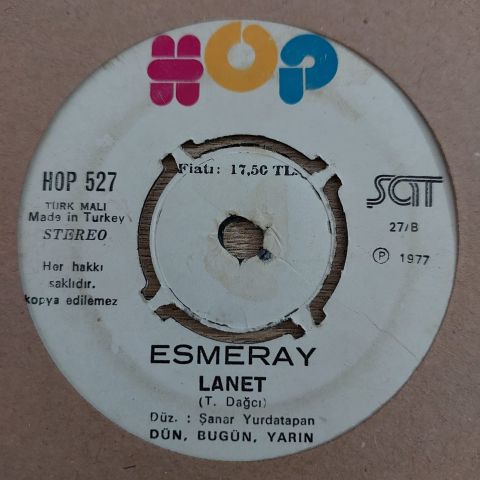 HOP
Fiatı: 17,50 TL.
HOP 527
TÜRK MALI
Made in Turkey
STEREO
Her hakkı
saklıdır.
kopya edilemez
SAT
27/B
Ⓟ 1977
ESMERAY
LANET
(T. Dağcı)
Düz. : Şanar Yurdatapan
DÜN, BUGÜN, YARIN